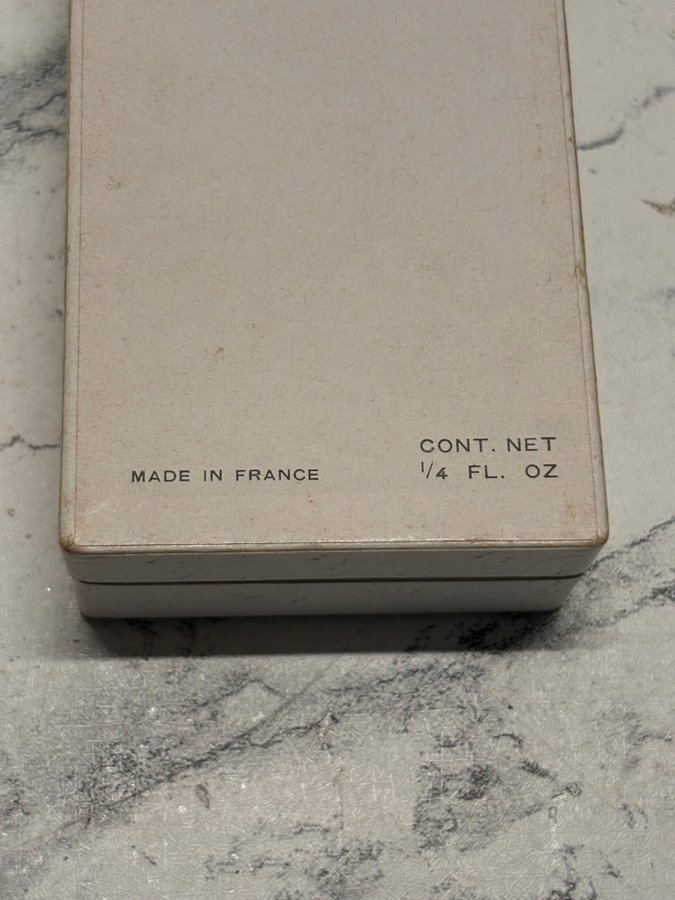 CONT. NET
MADE IN FRANCE
1/4 FL. OZ